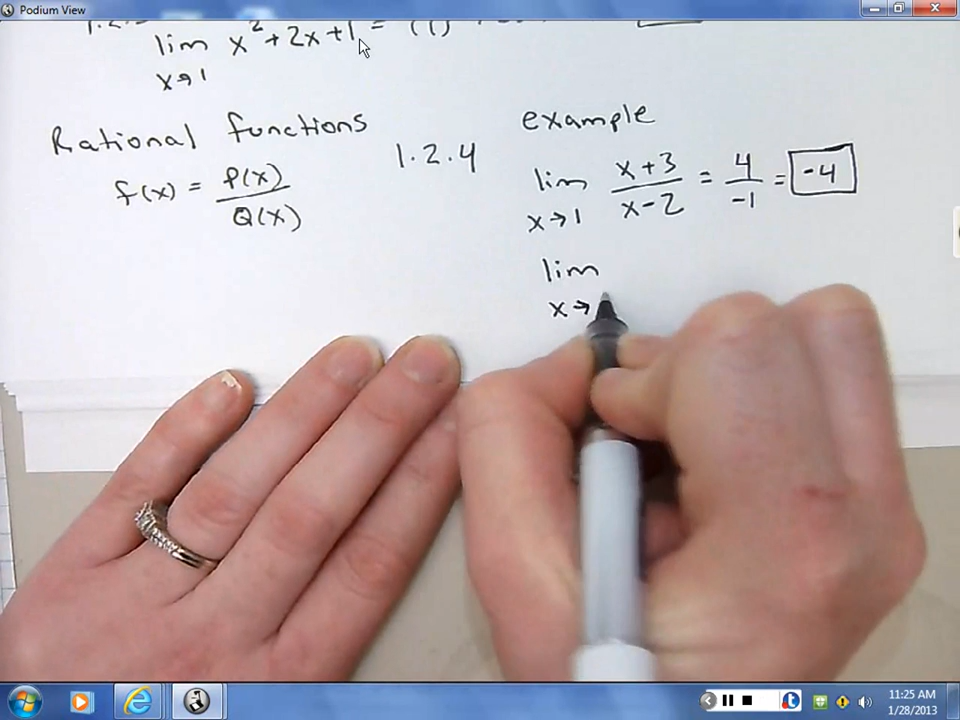 Podium View
lim x² + 2x + 1 =
x→1
Rational functions
f(x) = P(x)/Q(x)
1.2.4
example
lim x+3/x-2 = 4/-1 = -4
x→1
lim
x→
11:25 AM
1/28/2013